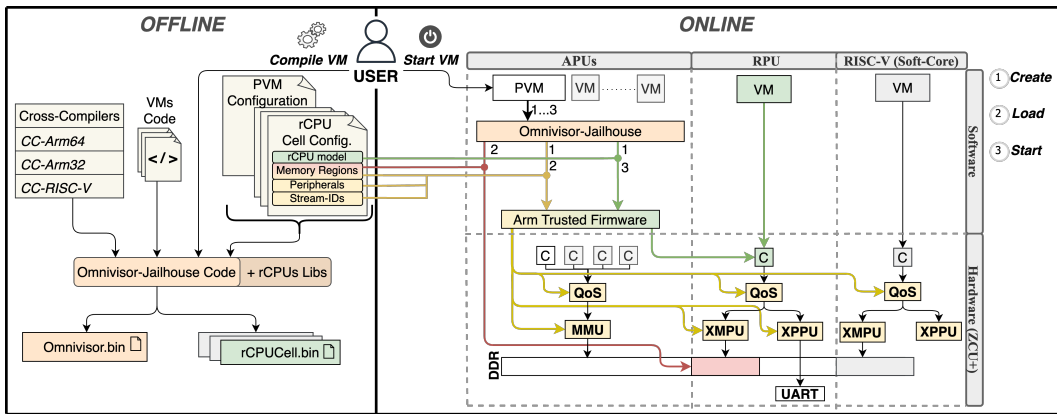 OFFLINE
ONLINE
Compile VM
Start VM
USER
APUs
RPU
RISC-V (Soft-Core)
PVM
Configuration
rCPU
Cell Config.
rCPU model
Memory Regions
Peripherals
Stream-IDs
Cross-Compilers
CC-Arm64
CC-Arm32
CC-RISC-V
VMs
Code
</>
Omnivisor-Jailhouse Code
+ rCPUs Libs
Omnivisor.bin
rCPUCell.bin
PVM
VM
VM
VM
VM
1...3
Omnivisor-Jailhouse
2
1
2
1
3
Arm Trusted Firmware
C
C
C
C
C
C
QoS
QoS
QoS
MMU
XMPU
XPPU
XMPU
XPPU
DDR
UART
Software
Hardware (ZCU+)
1 Create
2 Load
3 Start